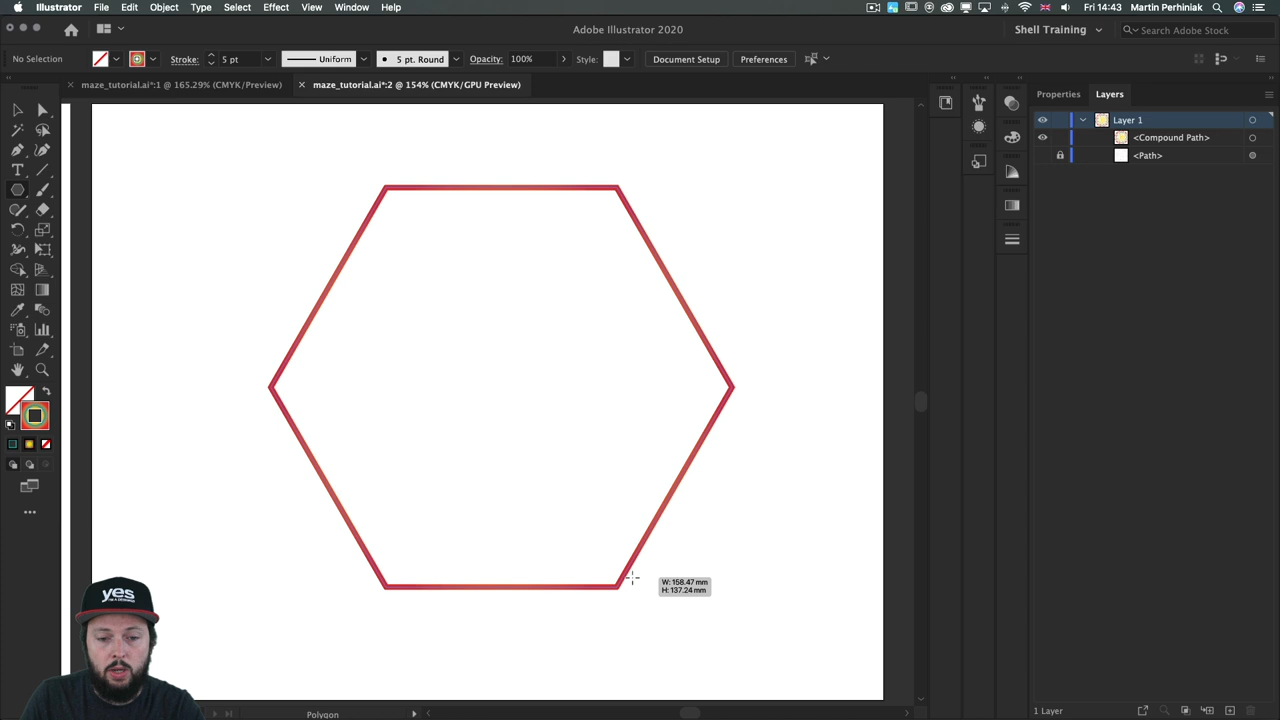 Illustrator File Edit Object Type Select Effect View Window Help Fri 14:43 Martin Perhiniak
Adobe Illustrator 2020 Shell Training Adobe Stock
No Selection Stroke: 5 pt Uniform 5 pt. Round Opacity: 100% Style: Document Setup Preferences
maze_tutorial.ai*:1 @ 165.29% (CMYK/Preview) maze_tutorial.ai*:2 @ 154% (CMYK/GPU Preview)
Properties Layers
Layer 1
<Compound Path>
<Path>
W: 158.47 mm
H: 137.24 mm
yes
I'M A DESIGNER
Polygon
1 Layer